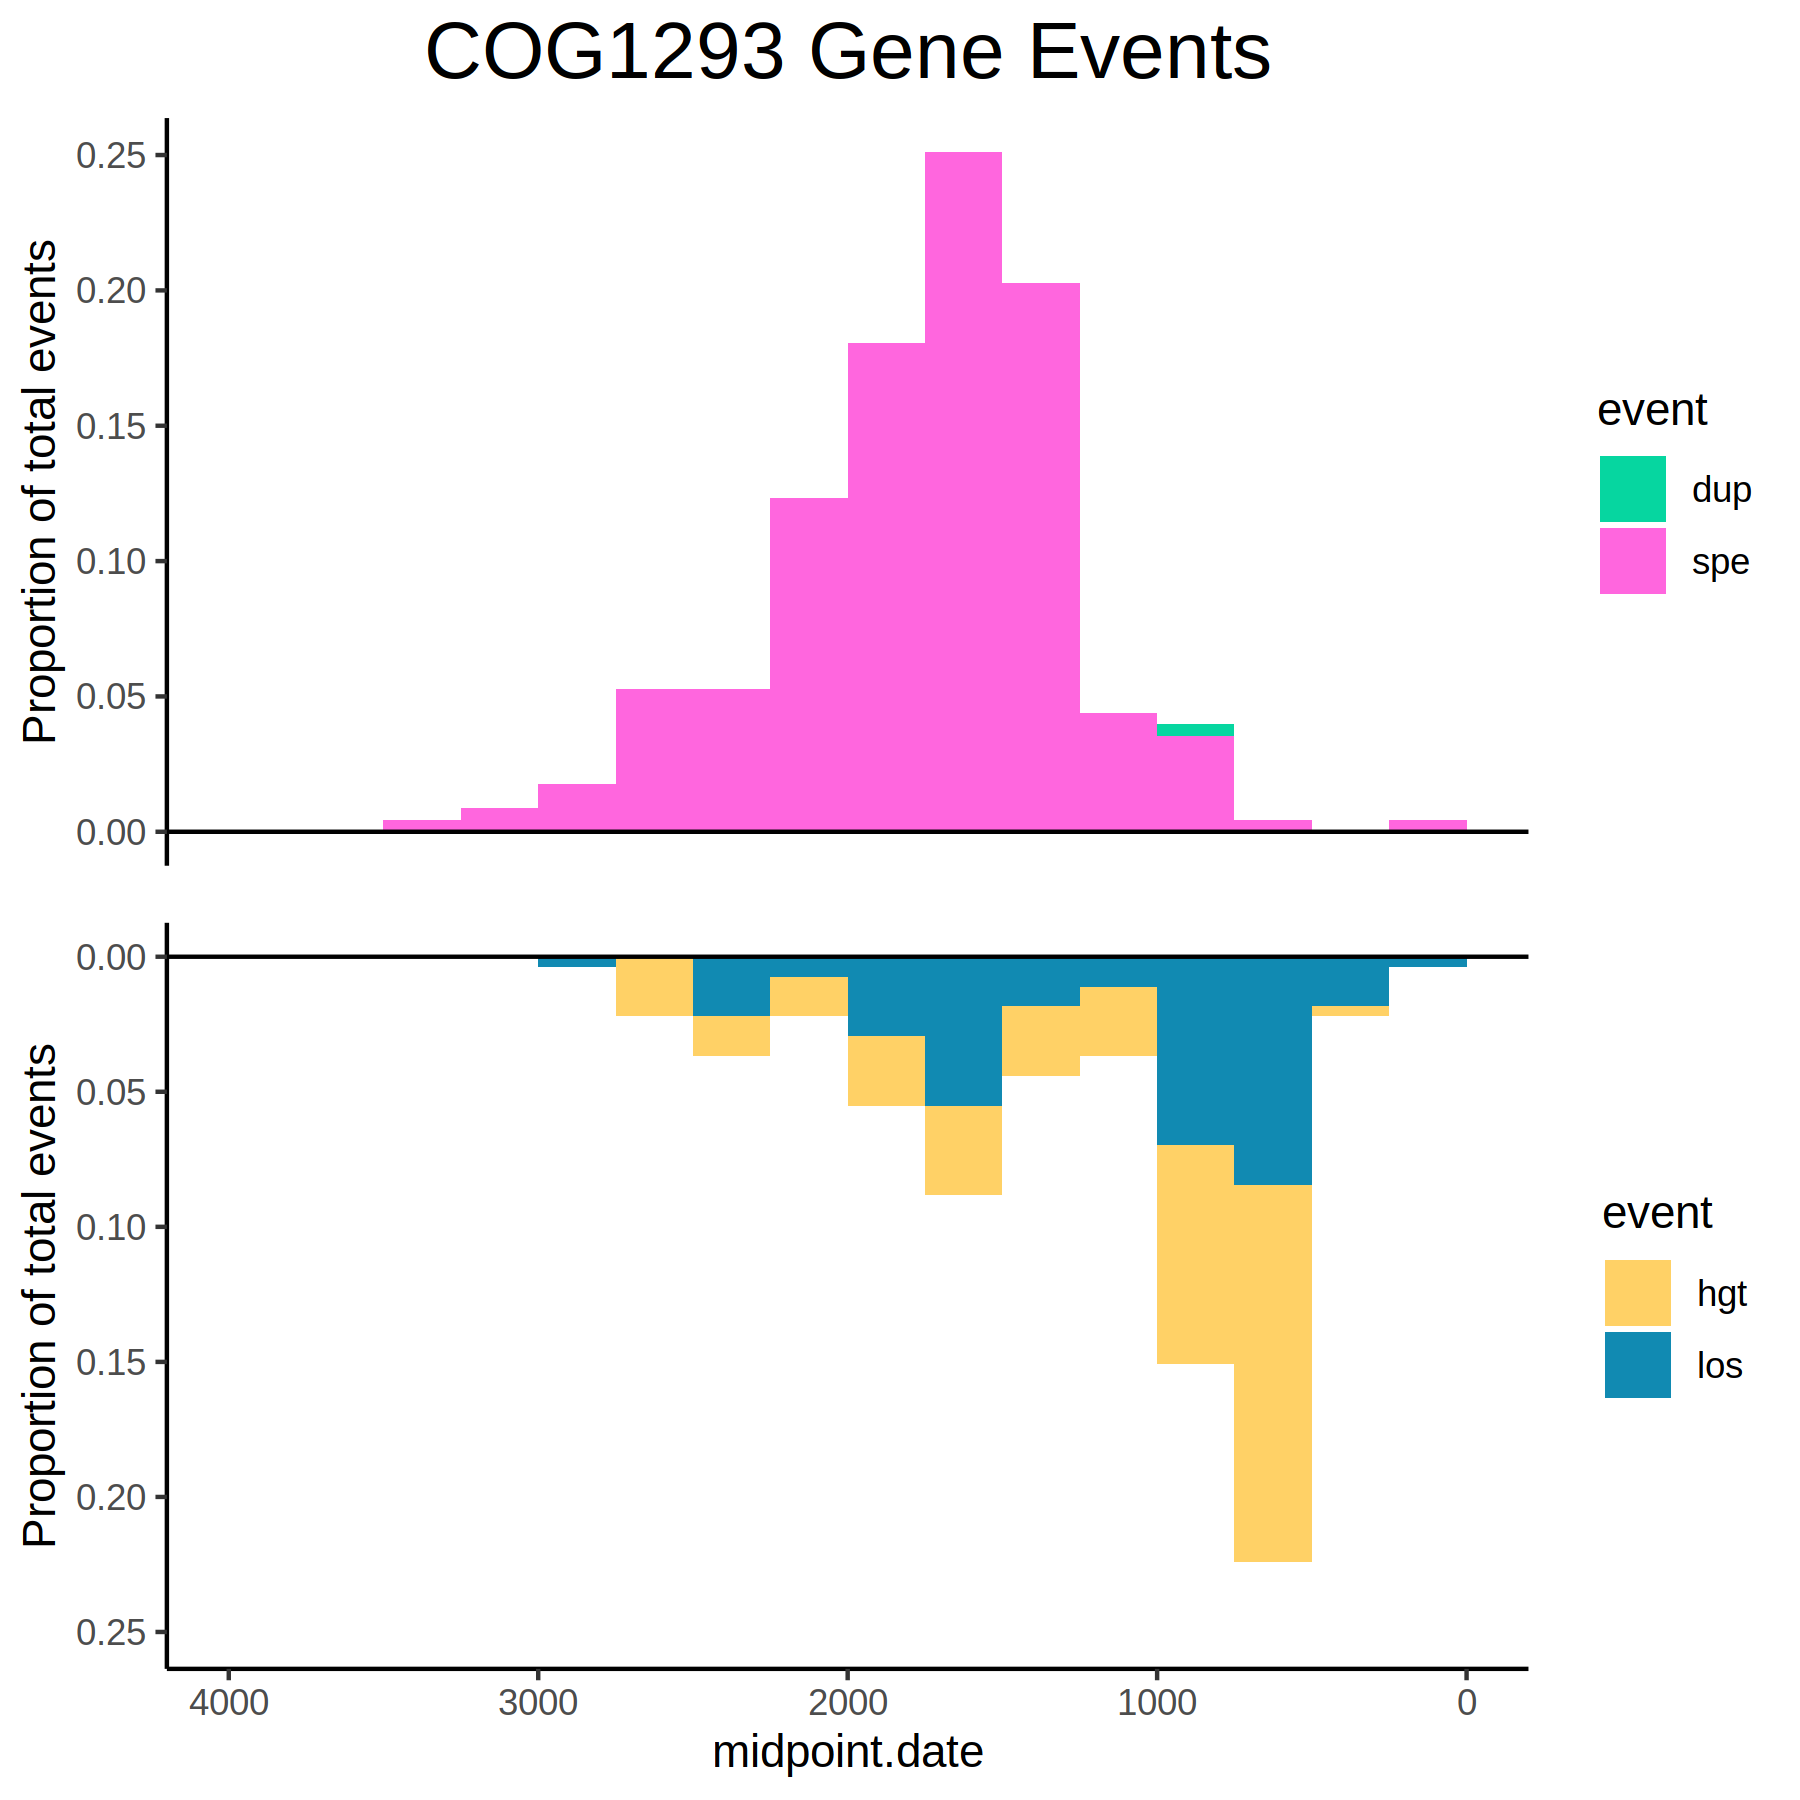 COG1293 Gene Events
Proportion of total events
0.25
0.20
0.15
0.10
0.05
0.00
event
dup
spe
Proportion of total events
0.00
0.05
0.10
0.15
0.20
0.25
event
hgt
los
4000 3000 2000 1000 0
midpoint.date